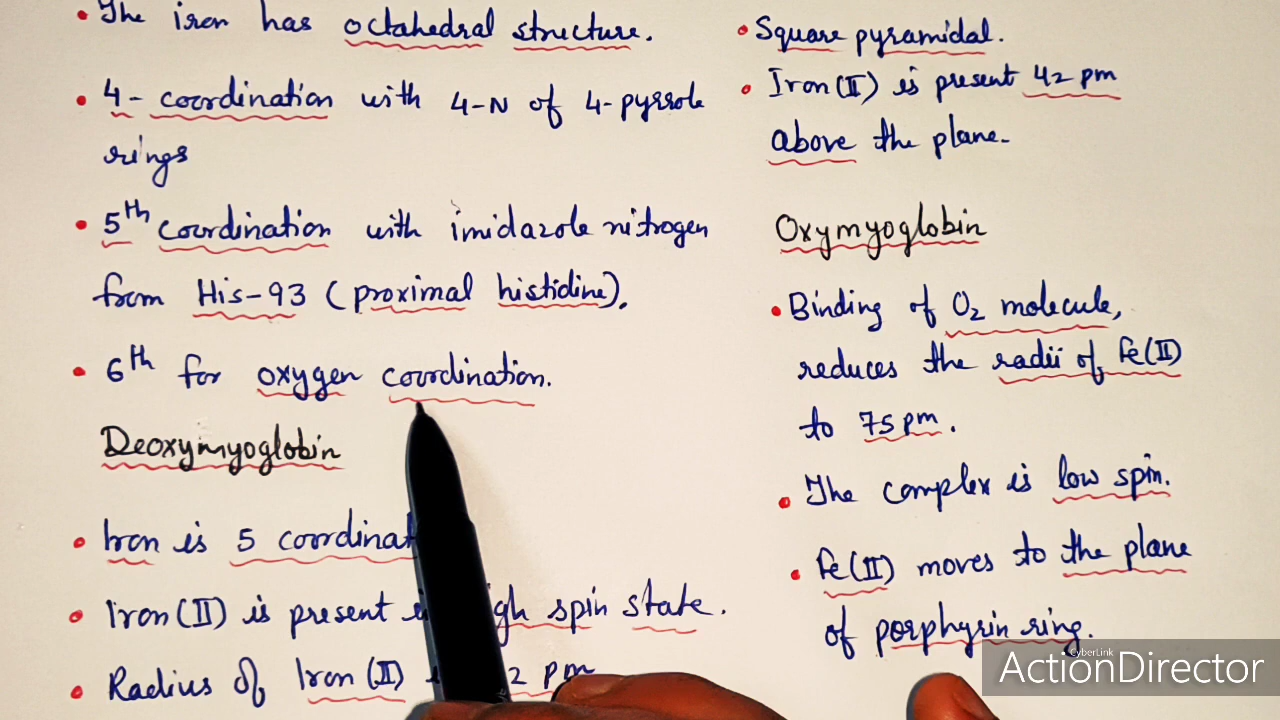 • The iron has octahedral structure.
• 4- coordination with 4-N of 4-pyrrole
rings
• 5th coordination with imidazole nitrogen
from His-93 (proximal histidine).
• 6th for oxygen coordination.
Deoxymyoglobin
• Iron is 5 coordinat
• Iron (II) is present igh spin state.
• Radius of Iron (II) 2 pm
• Square pyramidal.
• Iron (II) is present 42 pm
above the plane.
Oxymyoglobin
• Binding of O2 molecule,
reduces the radii of Fe(II)
to 75 pm.
• The complex is low spin.
• Fe(II) moves to the plane
of porphyrin ring.
CyberLink
ActionDirector